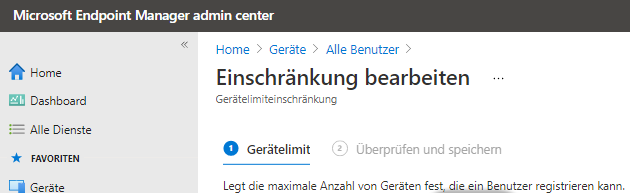 Microsoft Endpoint Manager admin center
«
Home > Geräte > Alle Benutzer >
Home
Dashboard
Alle Dienste
FAVORITEN
Geräte
Einschränkung bearbeiten ...
Gerätelimiteinschränkung
1 Gerätelimit 2 Überprüfen und speichern
Legt die maximale Anzahl von Geräten fest, die ein Benutzer registrieren kann.